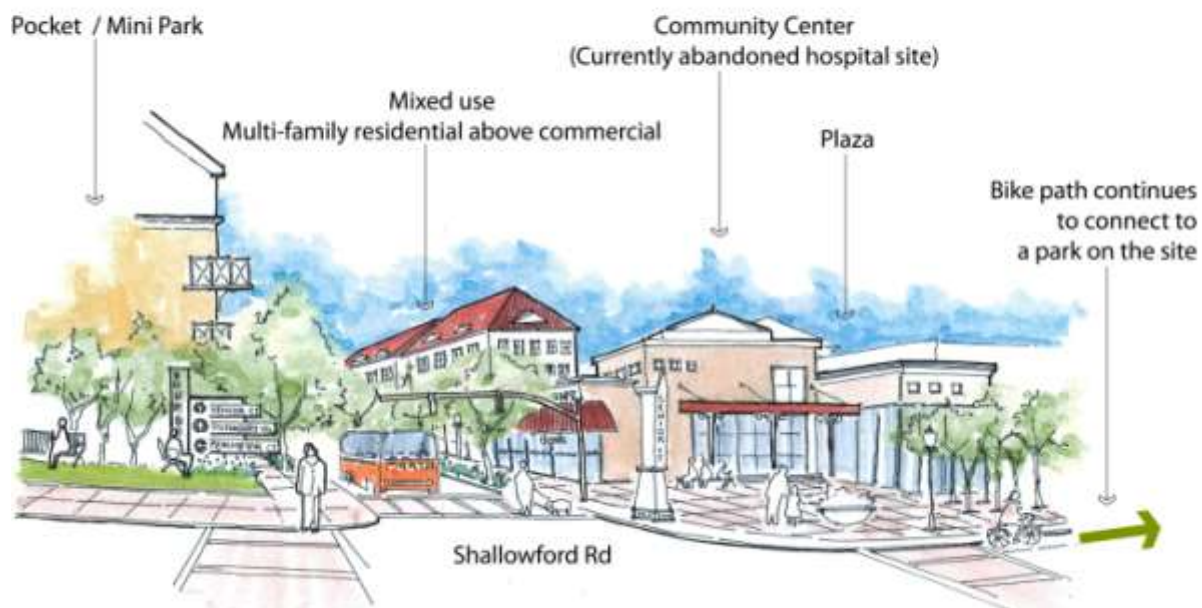 Pocket / Mini Park
Community Center
(Currently abandoned hospital site)
Mixed use
Multi-family residential above commercial
Plaza
Bike path continues
to connect to
a park on the site
Shallowford Rd